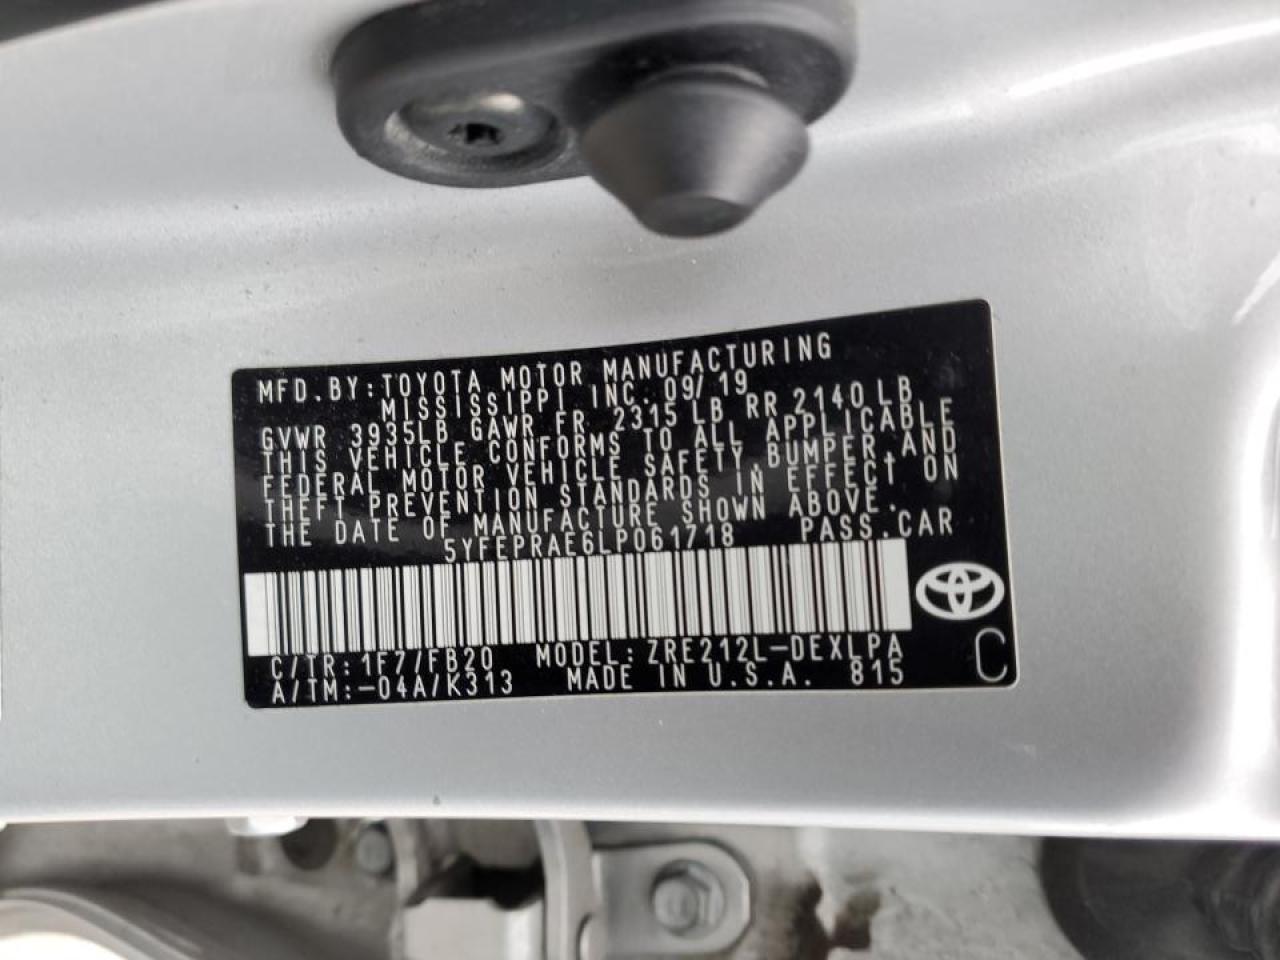 MFD. BY: TOYOTA MOTOR MANUFACTURING
MISSISSIPPI INC. 09/19
GVWR 3935LB GAWR FR 2315 LB RR 2140 LB
THIS VEHICLE CONFORMS TO ALL APPLICABLE
FEDERAL MOTOR VEHICLE SAFETY, BUMPER, AND
THEFT PREVENTION STANDARDS IN EFFECT ON
THE DATE OF MANUFACTURE SHOWN ABOVE.
5YFEPRAE6LP061718 PASS. CAR
C/TR: 1F7/FB20 MODEL: ZRE212L-DEXLPA
A/TM: -04A/K313 MADE IN U.S.A. 815
C